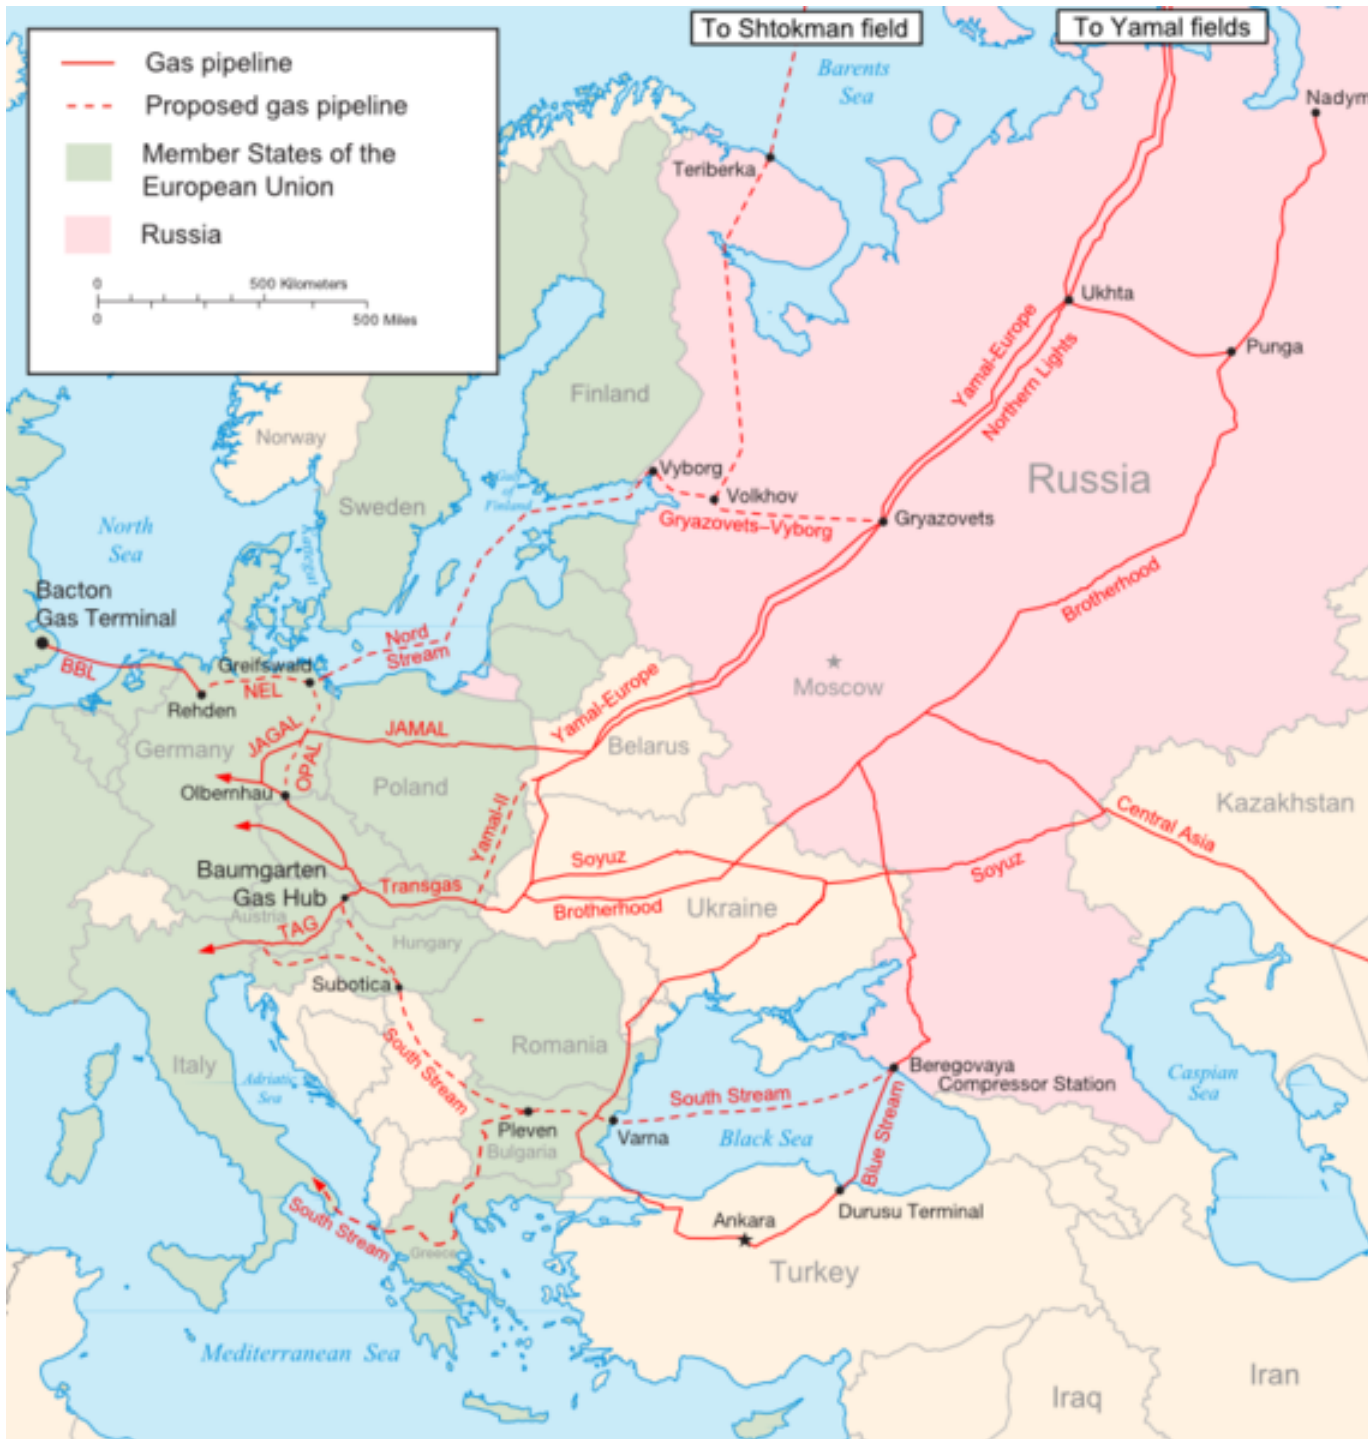 To Shtokman field
To Yamal fields
Gas pipeline
Proposed gas pipeline
Member States of the
European Union
Russia
0
500 Kilometers
0
500 Miles
Barents
Sea
Nadym
Teriberka
Ukhta
Punga
Yamal-Europe
Northern Lights
Finland
Norway
Sweden
Vyborg
Volkhov
Gryazovets
Gryazovets–Vyborg
Russia
Gulf
of
Finland
North
Sea
Kattegat
Brotherhood
Bacton
Gas Terminal
BBL
Nord
Stream
Greifswald
NEL
Rehden
Moscow
Yamal-Europe
Belarus
JAGAL
JAMAL
OPAL
Germany
Poland
Olbernhau
Yamal-II
Kazakhstan
Central Asia
Soyuz
Soyuz
Baumgarten
Gas Hub
Transgas
Brotherhood
Ukraine
Austria
TAG
Hungary
Subotica
Romania
Italy
Adriatic
Sea
South Stream
Beregovaya
Compressor Station
Caspian
Sea
South Stream
Pleven
Bulgaria
Varna
Black Sea
Blue Stream
Durusu Terminal
Ankara
South Stream
Greece
Turkey
Mediterranean Sea
Iraq
Iran